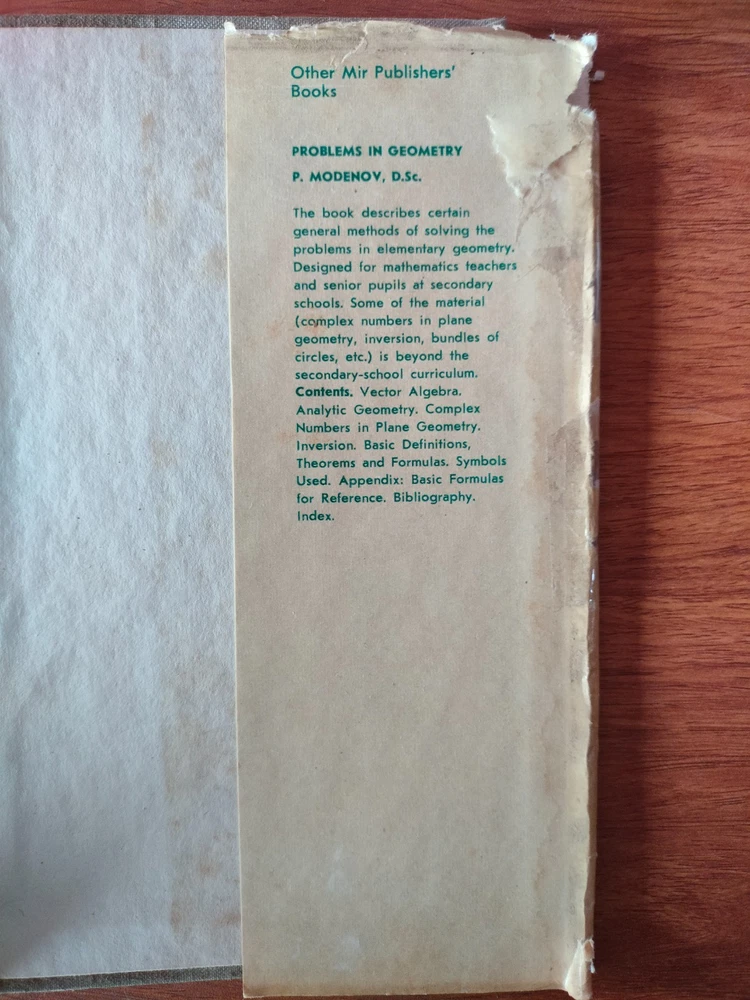 Other Mir Publishers'
Books
PROBLEMS IN GEOMETRY
P. MODENOV, D.Sc.
The book describes certain
general methods of solving the
problems in elementary geometry.
Designed for mathematics teachers
and senior pupils at secondary
schools. Some of the material
(complex numbers in plane
geometry, inversion, bundles of
circles, etc.) is beyond the
secondary-school curriculum.
Contents. Vector Algebra.
Analytic Geometry. Complex
Numbers in Plane Geometry.
Inversion. Basic Definitions,
Theorems and Formulas. Symbols
Used. Appendix: Basic Formulas
for Reference. Bibliography.
Index.